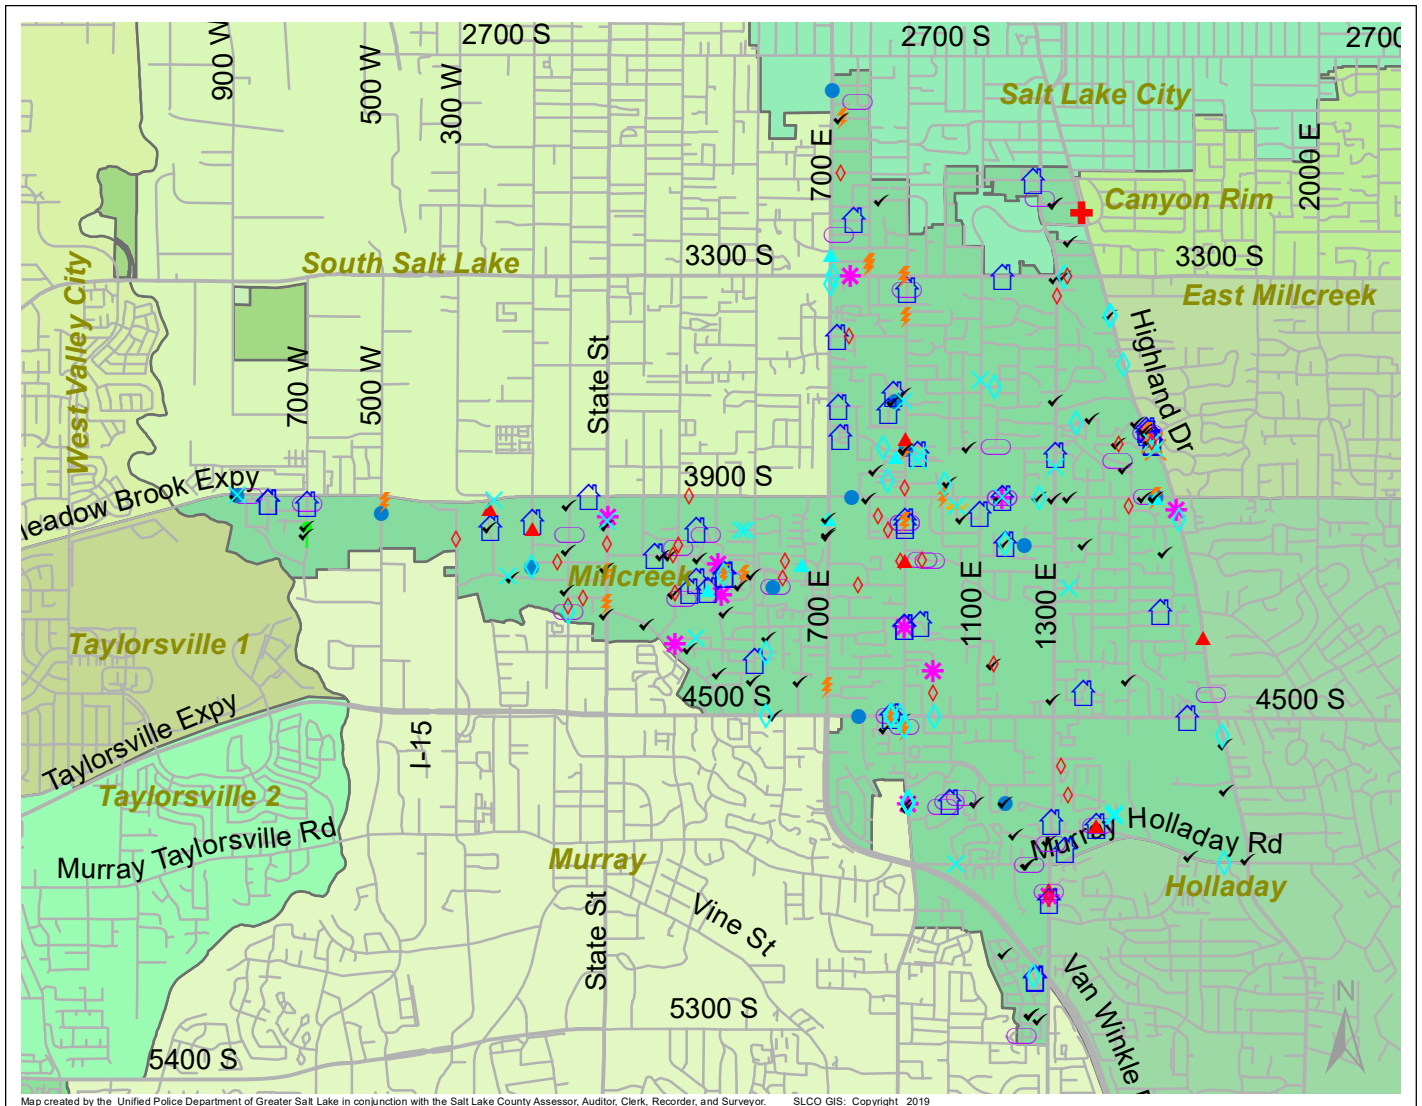 2700 S
2700 S
2700
900 W
500 W
300 W
Salt Lake City
700 E
2000 E
Canyon Rim
South Salt Lake
3300 S
3300 S
East Millcreek
West Valley City
Highland Dr
700 W
500 W
State St
3900 S
Meadow Brook Expy
Millcreek
700 E
1100 E
1300 E
Taylorsville 1
4500 S
4500 S
Taylorsville Expy
I-15
Taylorsville 2
Murray Taylorsville Rd
Murray Holladay Rd
Murray
Holladay
State St
Vine St
Van Winkle
N
5300 S
5400 S
Map created by the Unified Police Department of Greater Salt Lake in conjunction with the Salt Lake County Assessor, Auditor, Clerk, Recorder, and Surveyor. SLCO GIS: Copyright 2019